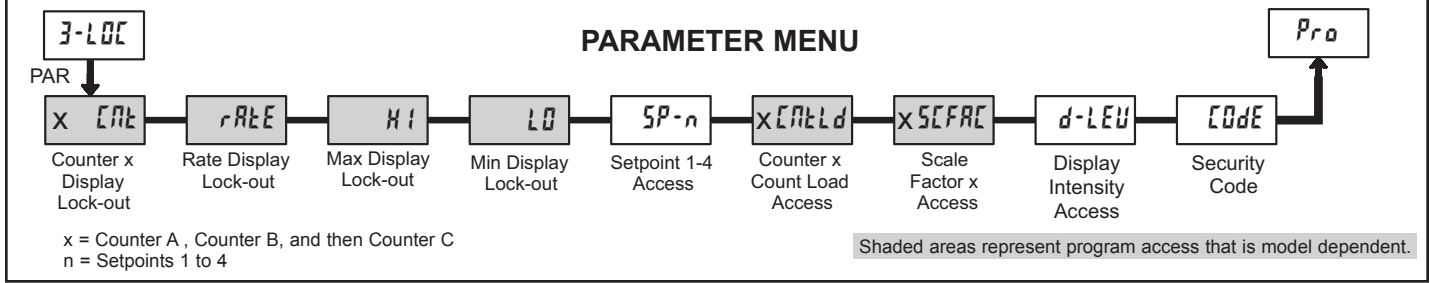 3-LOC
PARAMETER MENU
Pro
PAR
x CNt
rAtE
HI
LO
SP-n
x CNtLd
x SCFAC
d-LEV
COdE
Counter x
Display
Lock-out
Rate Display
Lock-out
Max Display
Lock-out
Min Display
Lock-out
Setpoint 1-4
Access
Counter x
Count Load
Access
Scale
Factor x
Access
Display
Intensity
Access
Security
Code
x = Counter A , Counter B, and then Counter C
n = Setpoints 1 to 4
Shaded areas represent program access that is model dependent.